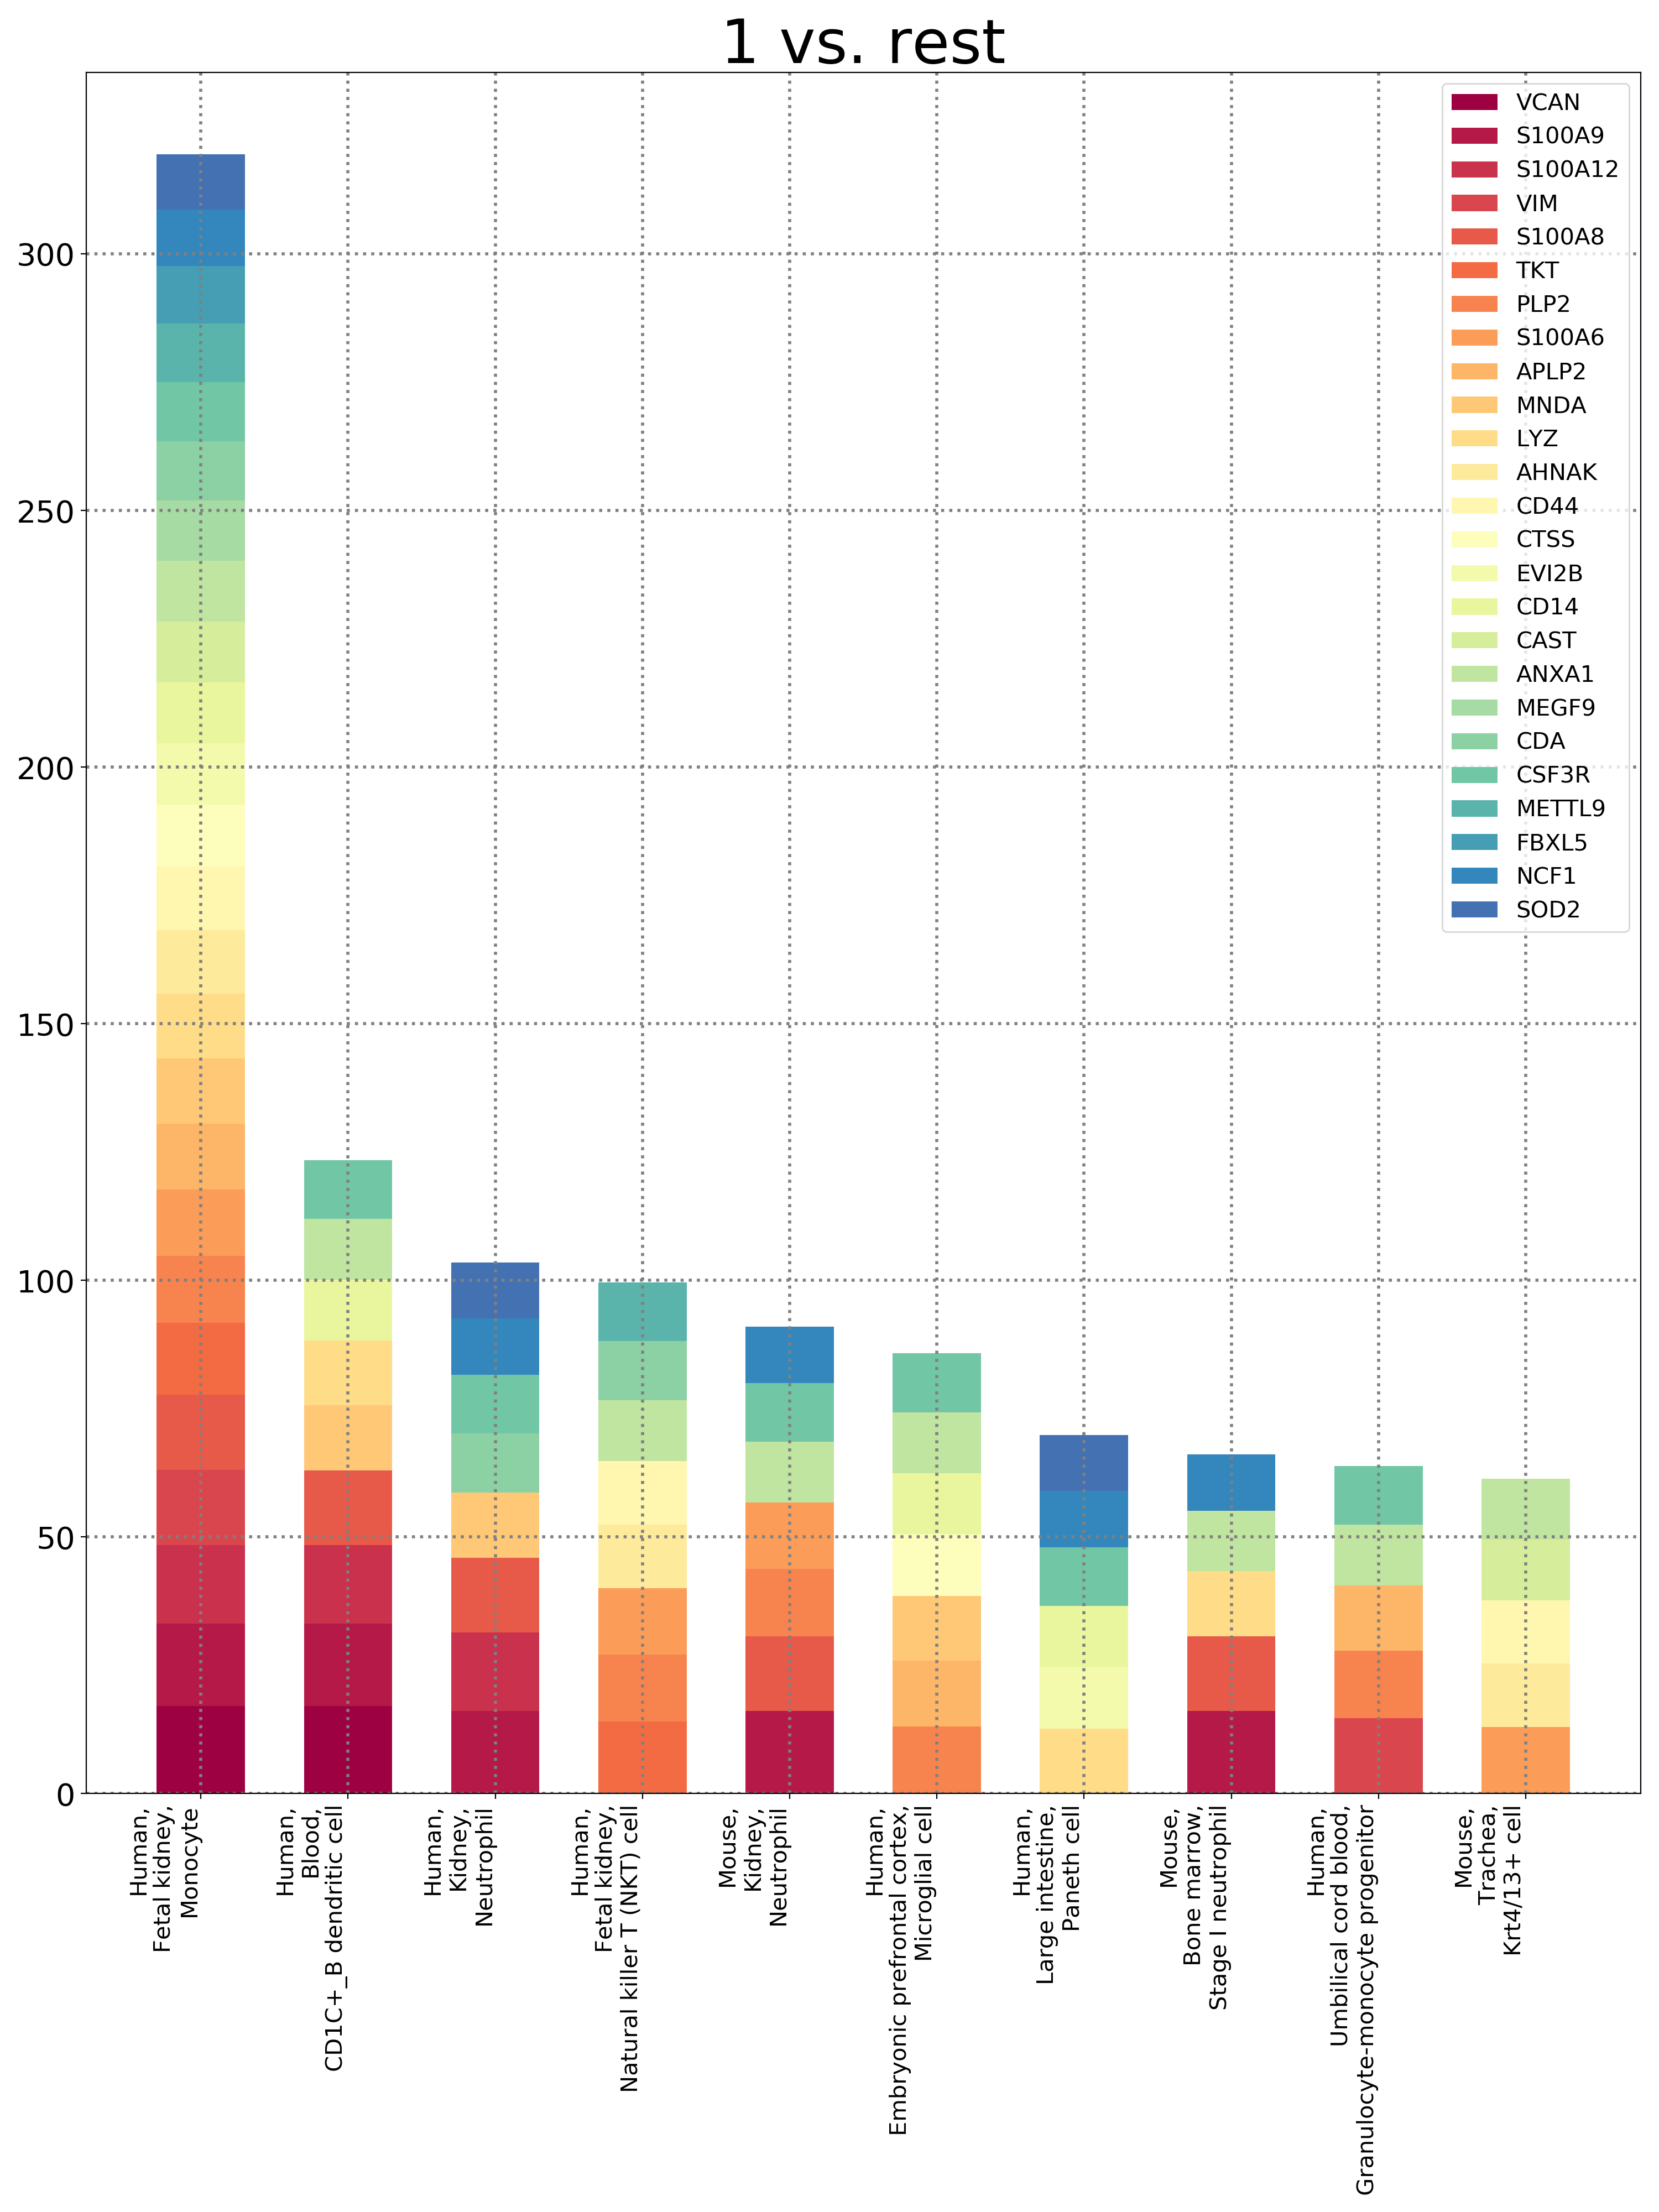 1 vs. rest
300
250
200
150
100
50
0
VCAN
S100A9
S100A12
VIM
S100A8
TKT
PLP2
S100A6
APLP2
MNDA
LYZ
AHNAK
CD44
CTSS
EVI2B
CD14
CAST
ANXA1
MEGF9
CDA
CSF3R
METTL9
FBXL5
NCF1
SOD2
Human,
Fetal kidney,
Monocyte
Human,
Blood,
CD1C+_B dendritic cell
Human,
Kidney,
Neutrophil
Human,
Fetal kidney,
Natural killer T (NKT) cell
Mouse,
Kidney,
Neutrophil
Human,
Embryonic prefrontal cortex,
Microglial cell
Human,
Large intestine,
Paneth cell
Mouse,
Bone marrow,
Stage I neutrophil
Human,
Umbilical cord blood,
Granulocyte-monocyte progenitor
Mouse,
Trachea,
Krt4/13+ cell